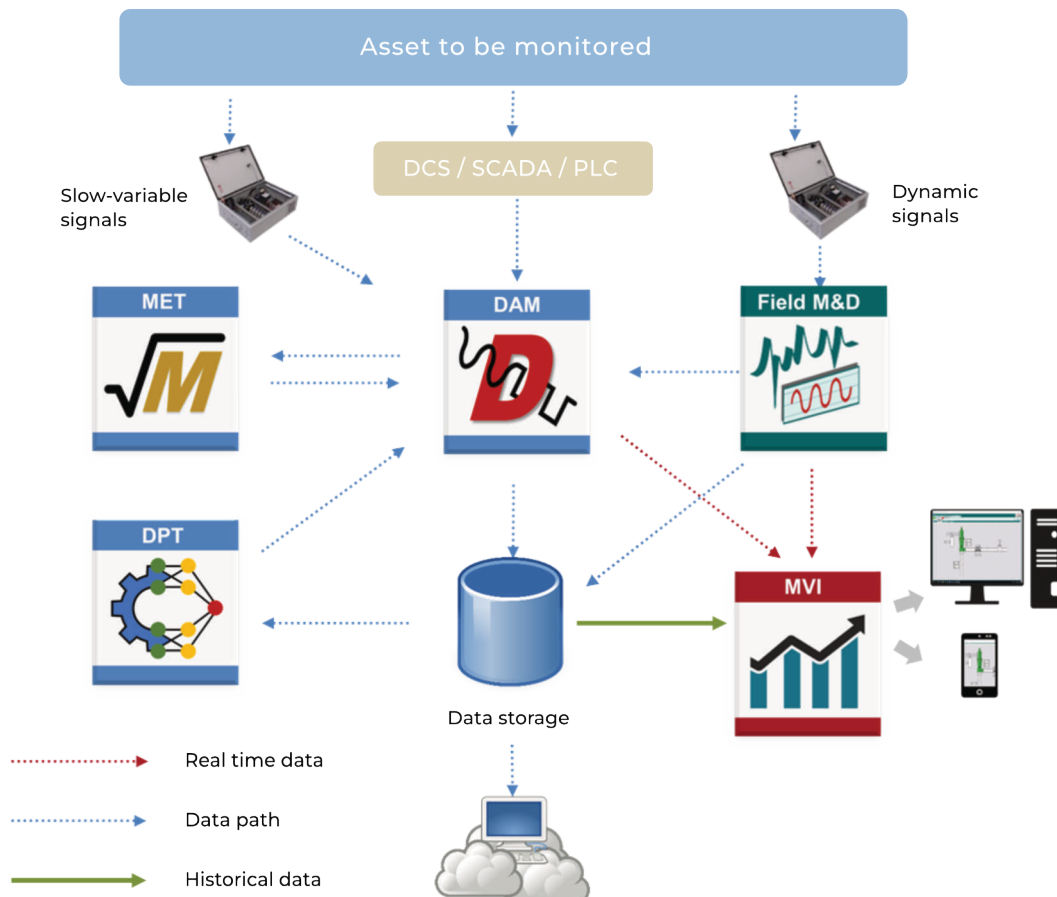 Asset to be monitored
DCS / SCADA / PLC
Slow-variable
signals
Dynamic
signals
MET
DAM
Field M&D
M
D
DPT
MVI
Data storage
Real time data
Data path
Historical data